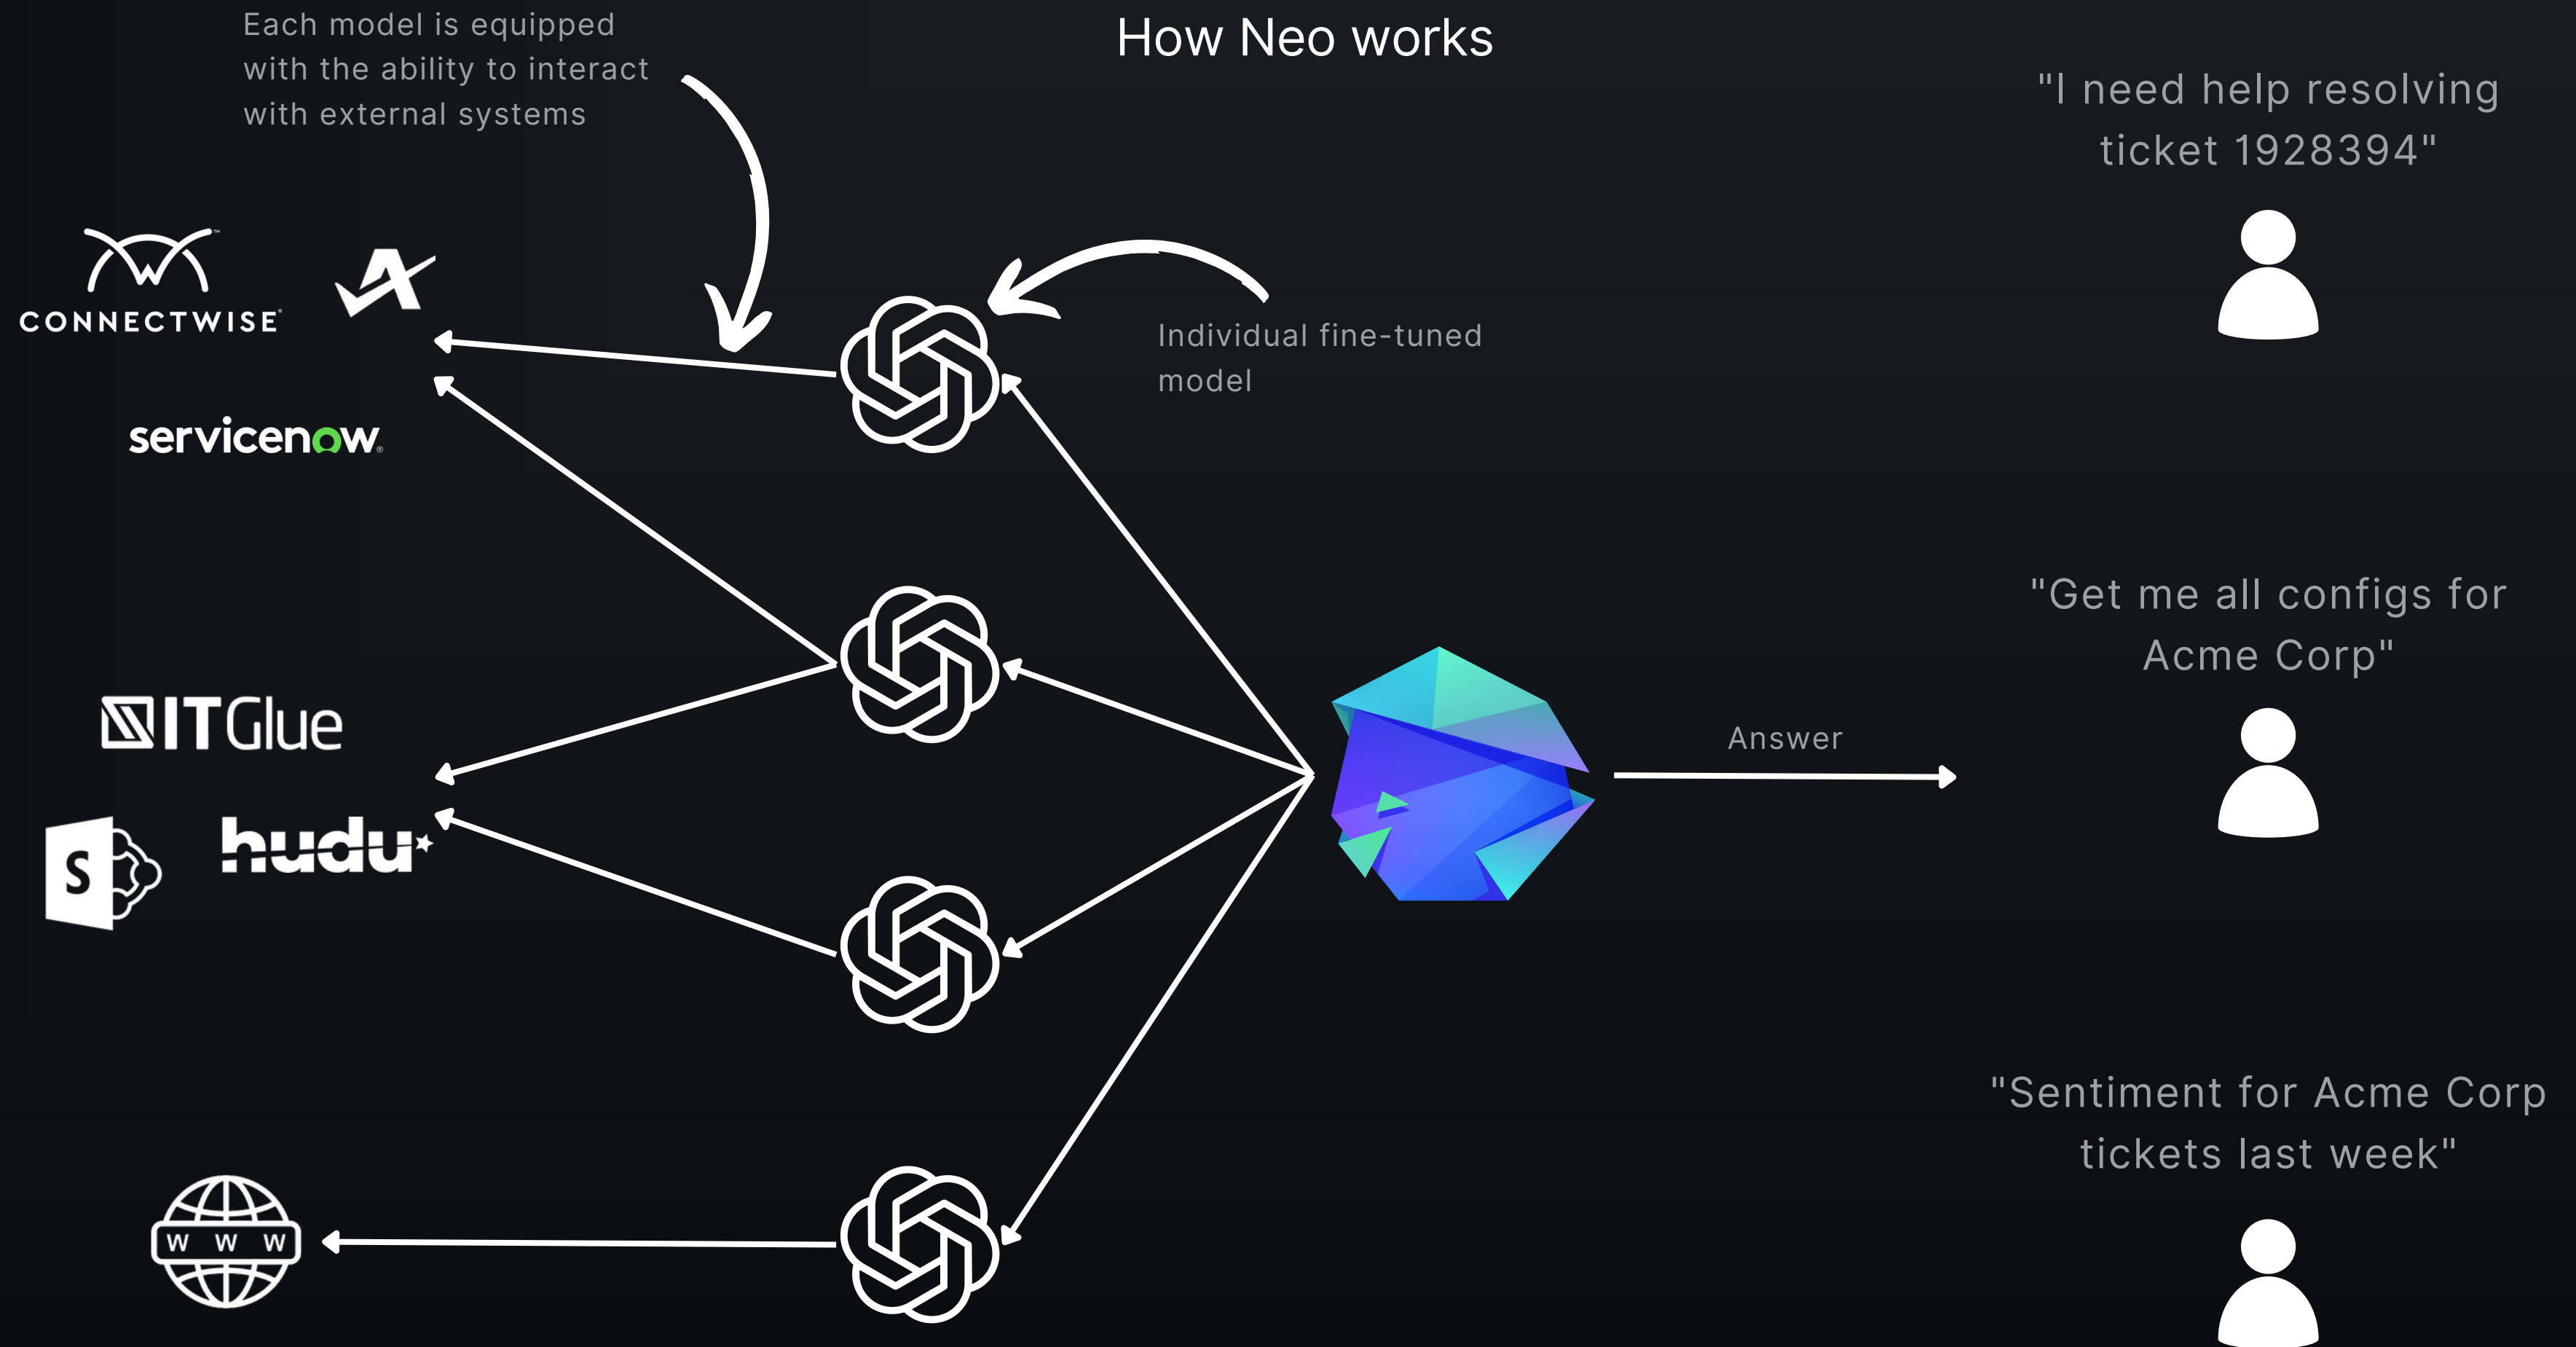 How Neo works
Each model is equipped
with the ability to interact
with external systems
"I need help resolving
ticket 1928394"
CONNECTWISE®
servicenow®
Individual fine-tuned
model
"Get me all configs for
Acme Corp"
ITGlue
Answer
S
hudu
"Sentiment for Acme Corp
tickets last week"
W W W